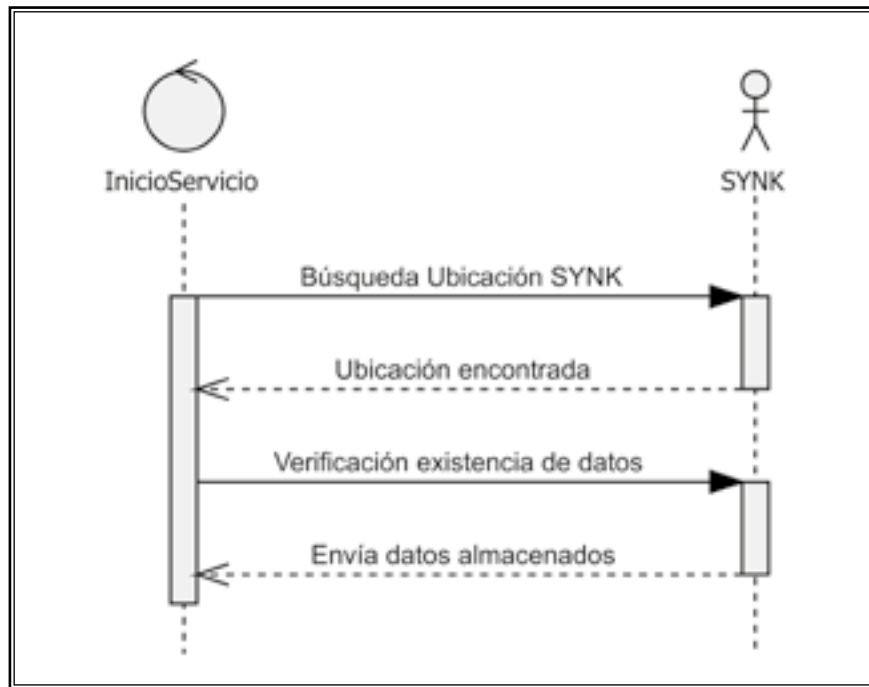 InicioServicio
SYNK
Búsqueda Ubicación SYNK
Ubicación encontrada
Verificación existencia de datos
Envía datos almacenados